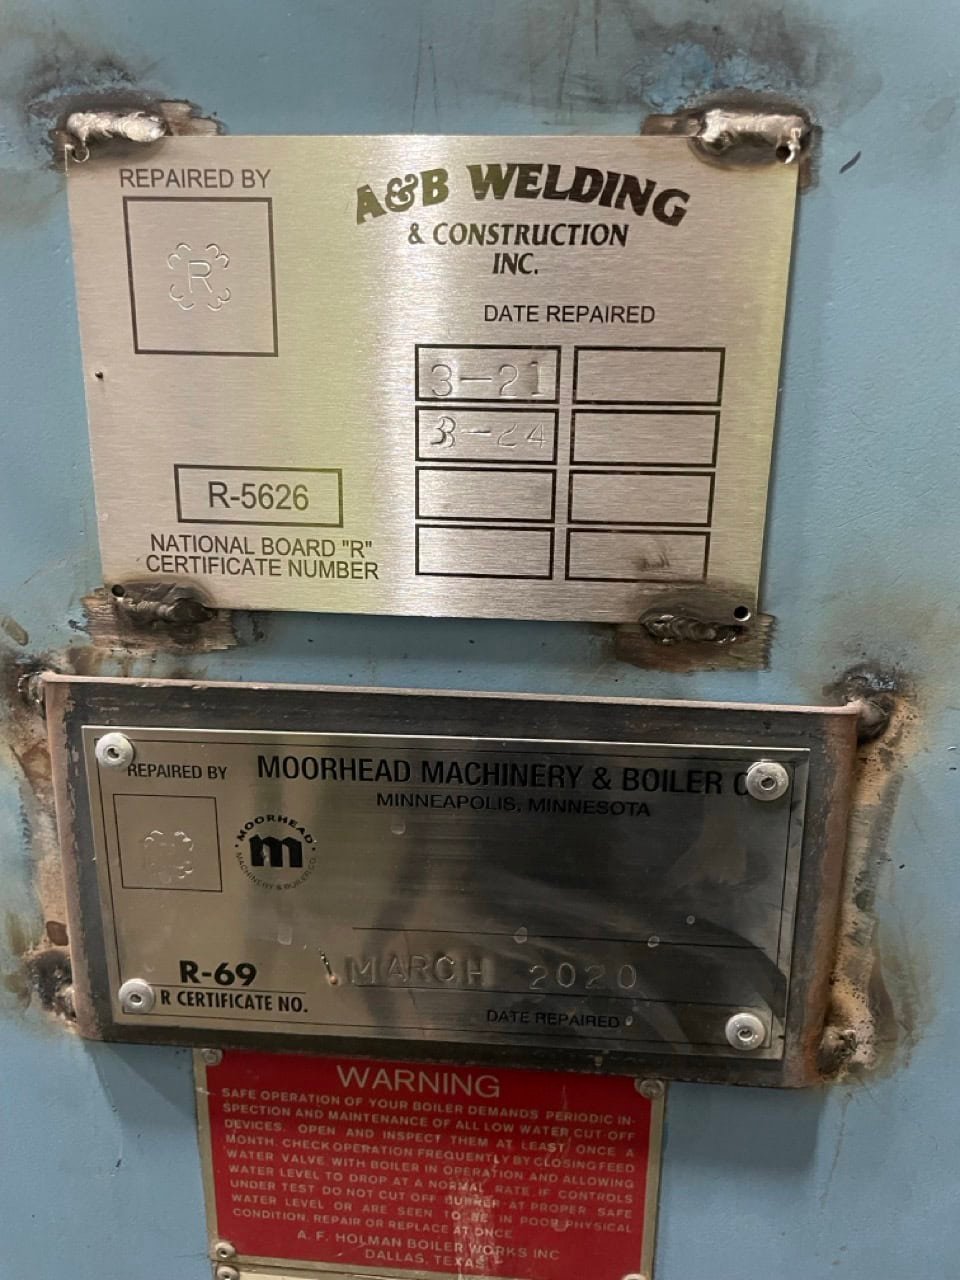 REPAIRED BY
R
A&B WELDING
& CONSTRUCTION
INC.
DATE REPAIRED
3-21
3-24
R-5626
NATIONAL BOARD "R"
CERTIFICATE NUMBER
REPAIRED BY
MOORHEAD MACHINERY & BOILER
MINNEAPOLIS, MINNESOTA
MOORHEAD
m
MACHINERY & BOILER CO.
R-69
R CERTIFICATE NO.
MARCH 2020
DATE REPAIRED
WARNING
SAFE OPERATION OF YOUR BOILER DEMANDS PERIODIC IN-
SPECTION AND MAINTENANCE OF ALL LOW WATER CUT-OFF
DEVICES. OPEN AND INSPECT THEM AT LEAST ONCE A
MONTH. CHECK OPERATION FREQUENTLY BY CLOSING FEED
WATER VALVE WITH BOILER IN OPERATION AND ALLOWING
WATER LEVEL TO DROP AT A NORMAL RATE. IF CONTROLS
UNDER TEST DO NOT CUT OFF BURNER AT PROPER SAFE
WATER LEVEL OR ARE SEEN TO BE IN POOR PHYSICAL
CONDITION, REPAIR OR REPLACE AT ONCE
A. F. HOLMAN BOILER WORKS INC
DALLAS, TEXAS